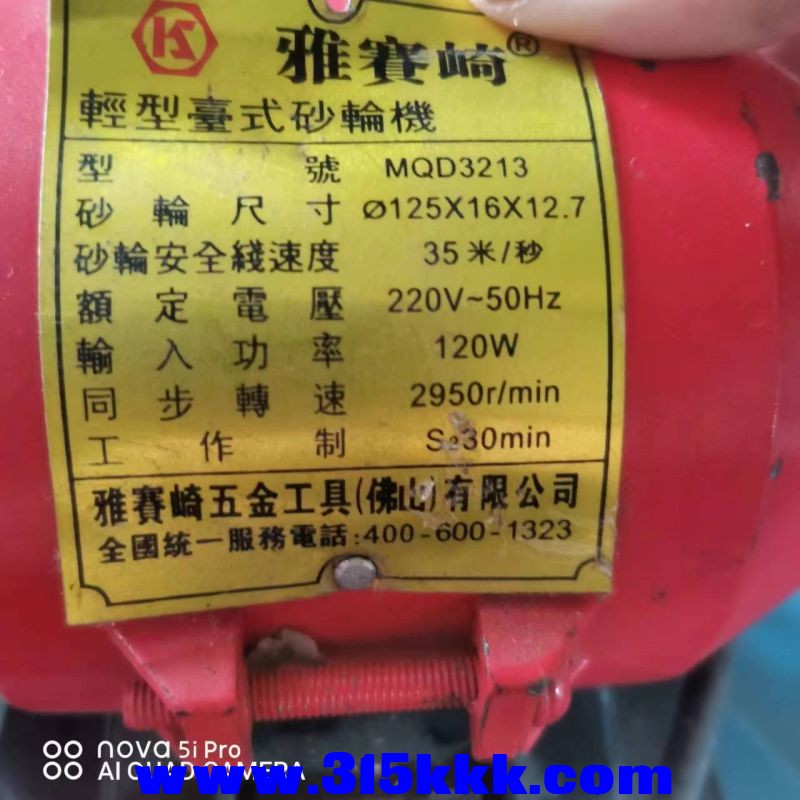 雅賽崎®
輕型臺式砂輪機
型號 MQD3213
砂輪尺寸 Ø125X16X12.7
砂輪安全綫速度 35米/秒
額定電壓 220V~50Hz
輸入功率 120W
同步轉速 2950r/min
工作制 S₂30min
雅賽崎五金工具(佛山)有限公司
全國統一服務電話:400-600-1323
nova 5i Pro
AI QUAD CAMERA
www.315kkk.com